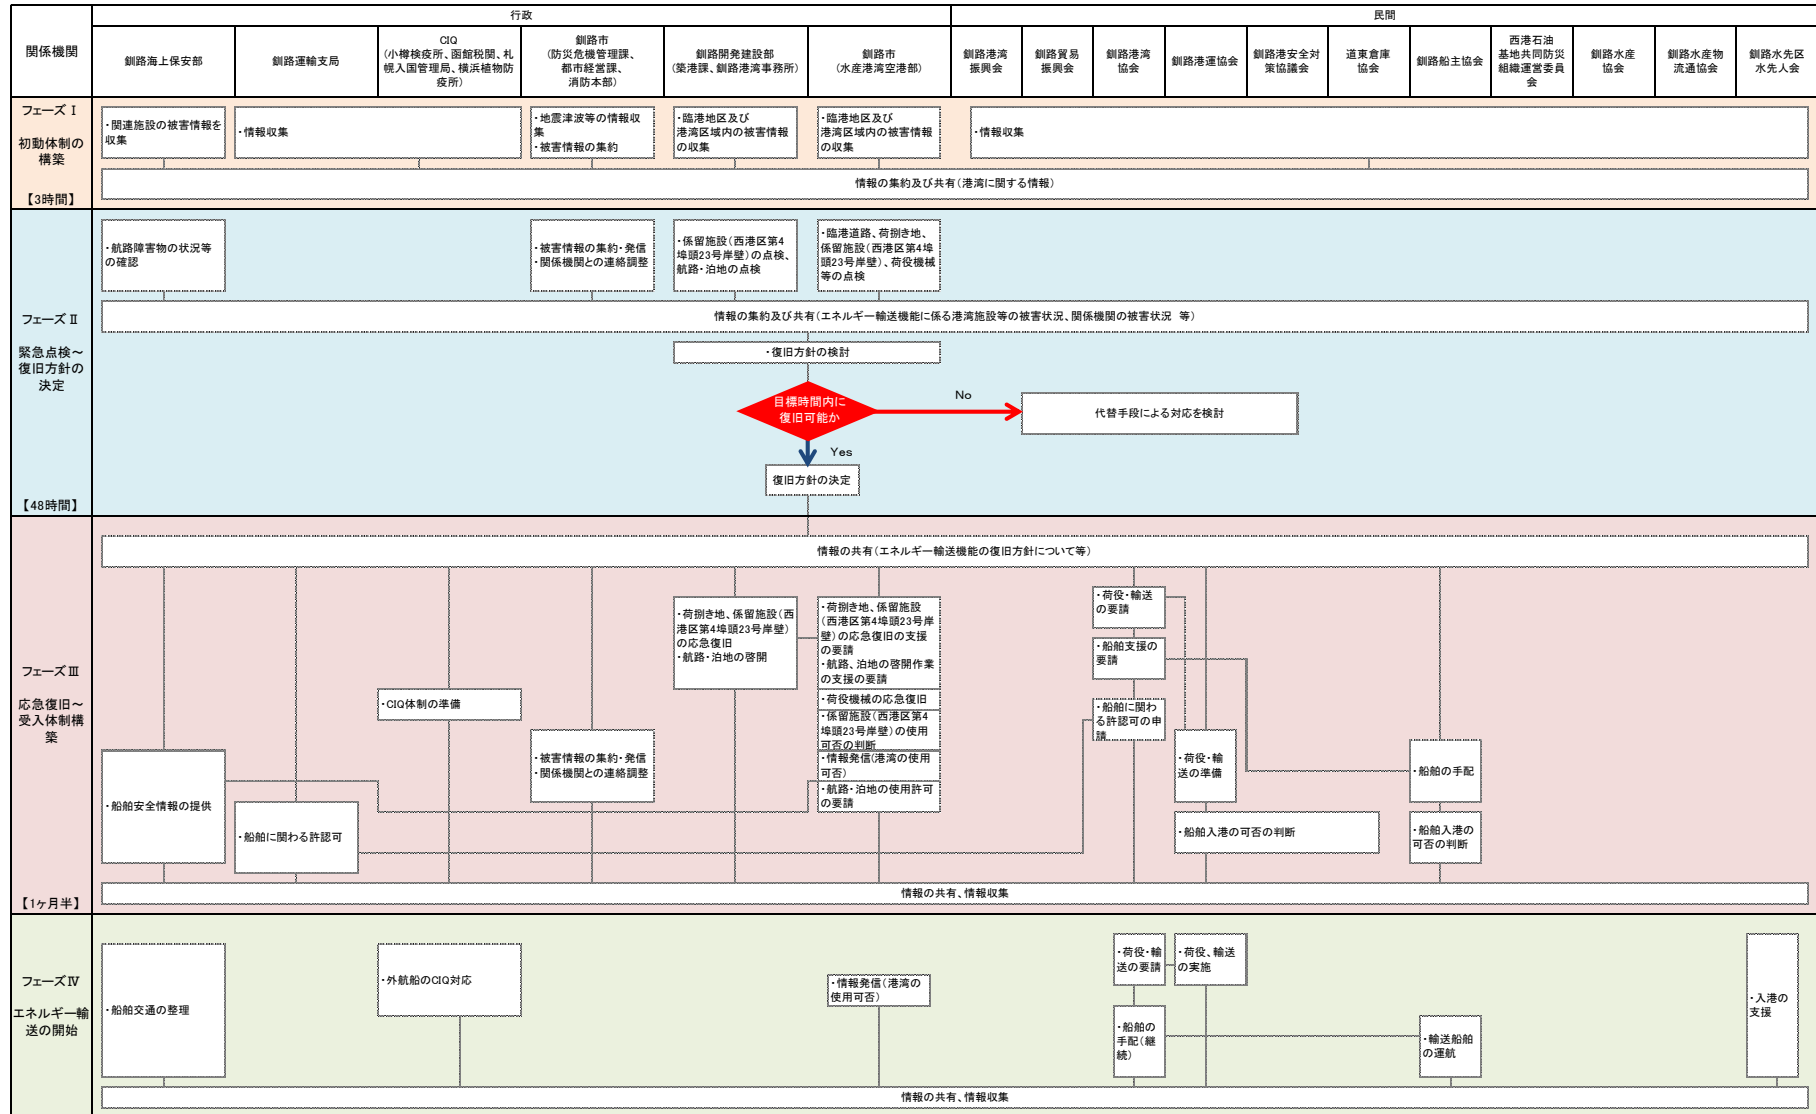 関係機関
行政
民間
釧路海上保安部
釧路運輸支局
CIQ
(小樽検疫所、函館税関、札
幌入国管理局、横浜植物防
疫所)
釧路市
(防災危機管理課、
都市経営課、
消防本部)
釧路開発建設部
(築港課、釧路港湾事務所)
釧路市
(水産港湾空港部)
釧路港湾
振興会
釧路貿易
振興会
釧路港湾
協会
釧路港運協会
釧路港安全対
策協議会
道東倉庫
協会
釧路船主協会
西港石油
基地共同防災
組織運営委員
会
釧路水産
協会
釧路水産物
流通協会
釧路水先区
水先人会
フェーズⅠ
初動体制の
構築
【3時間】
・関連施設の被害情報を
収集
・情報収集
・地震津波等の情報収
集
・被害情報の集約
・臨港地区及び
港湾区域内の被害情報
の収集
・臨港地区及び
港湾区域内の被害情報
の収集
・情報収集
情報の集約及び共有(港湾に関する情報)
フェーズⅡ
緊急点検~
復旧方針の
決定
【48時間】
・航路障害物の状況等
の確認
・被害情報の集約・発信
・関係機関との連絡調整
・係留施設(西港区第4
埠頭23号岸壁)の点検、
航路・泊地の点検
・臨港道路、荷捌き地、
係留施設(西港区第4埠
頭23号岸壁)、荷役機械
等の点検
情報の集約及び共有(エネルギー輸送機能に係る港湾施設等の被害状況、関係機関の被害状況 等)
・復旧方針の検討
目標時間内に
復旧可能か
No
代替手段による対応を検討
Yes
復旧方針の決定
フェーズⅢ
応急復旧~
受入体制構
築
【1ヶ月半】
情報の共有(エネルギー輸送機能の復旧方針について等)
・荷捌き地、係留施設(西
港区第4埠頭23号岸壁)
の応急復旧
・航路・泊地の啓開
・荷捌き地、係留施設
(西港区第4埠頭23号岸
壁)の応急復旧の支援
の要請
・航路、泊地の啓開作業
の支援の要請
・荷役機械の応急復旧
・係留施設(西港区第4
埠頭23号岸壁)の使用
可否の判断
・情報発信(港湾の使用
可否)
・航路・泊地の使用許可
の要請
・荷役・輸送
の要請
・船舶支援の
要請
・船舶に関わ
る許認可の申
請
・CIQ体制の準備
・被害情報の集約・発信
・関係機関との連絡調整
・荷役・輸
送の準備
・船舶の手配
・船舶安全情報の提供
・船舶に関わる許認可
・船舶入港の可否の判断
・船舶入港の
可否の判断
情報の共有、情報収集
フェーズⅣ
エネルギー輸
送の開始
・船舶交通の整理
・外航船のCIQ対応
・情報発信(港湾の
使用可否)
・荷役・輸
送の要請
・荷役、輸送
の実施
・船舶の
手配(継
続)
・輸送船舶
の運航
・入港の
支援
情報の共有、情報収集